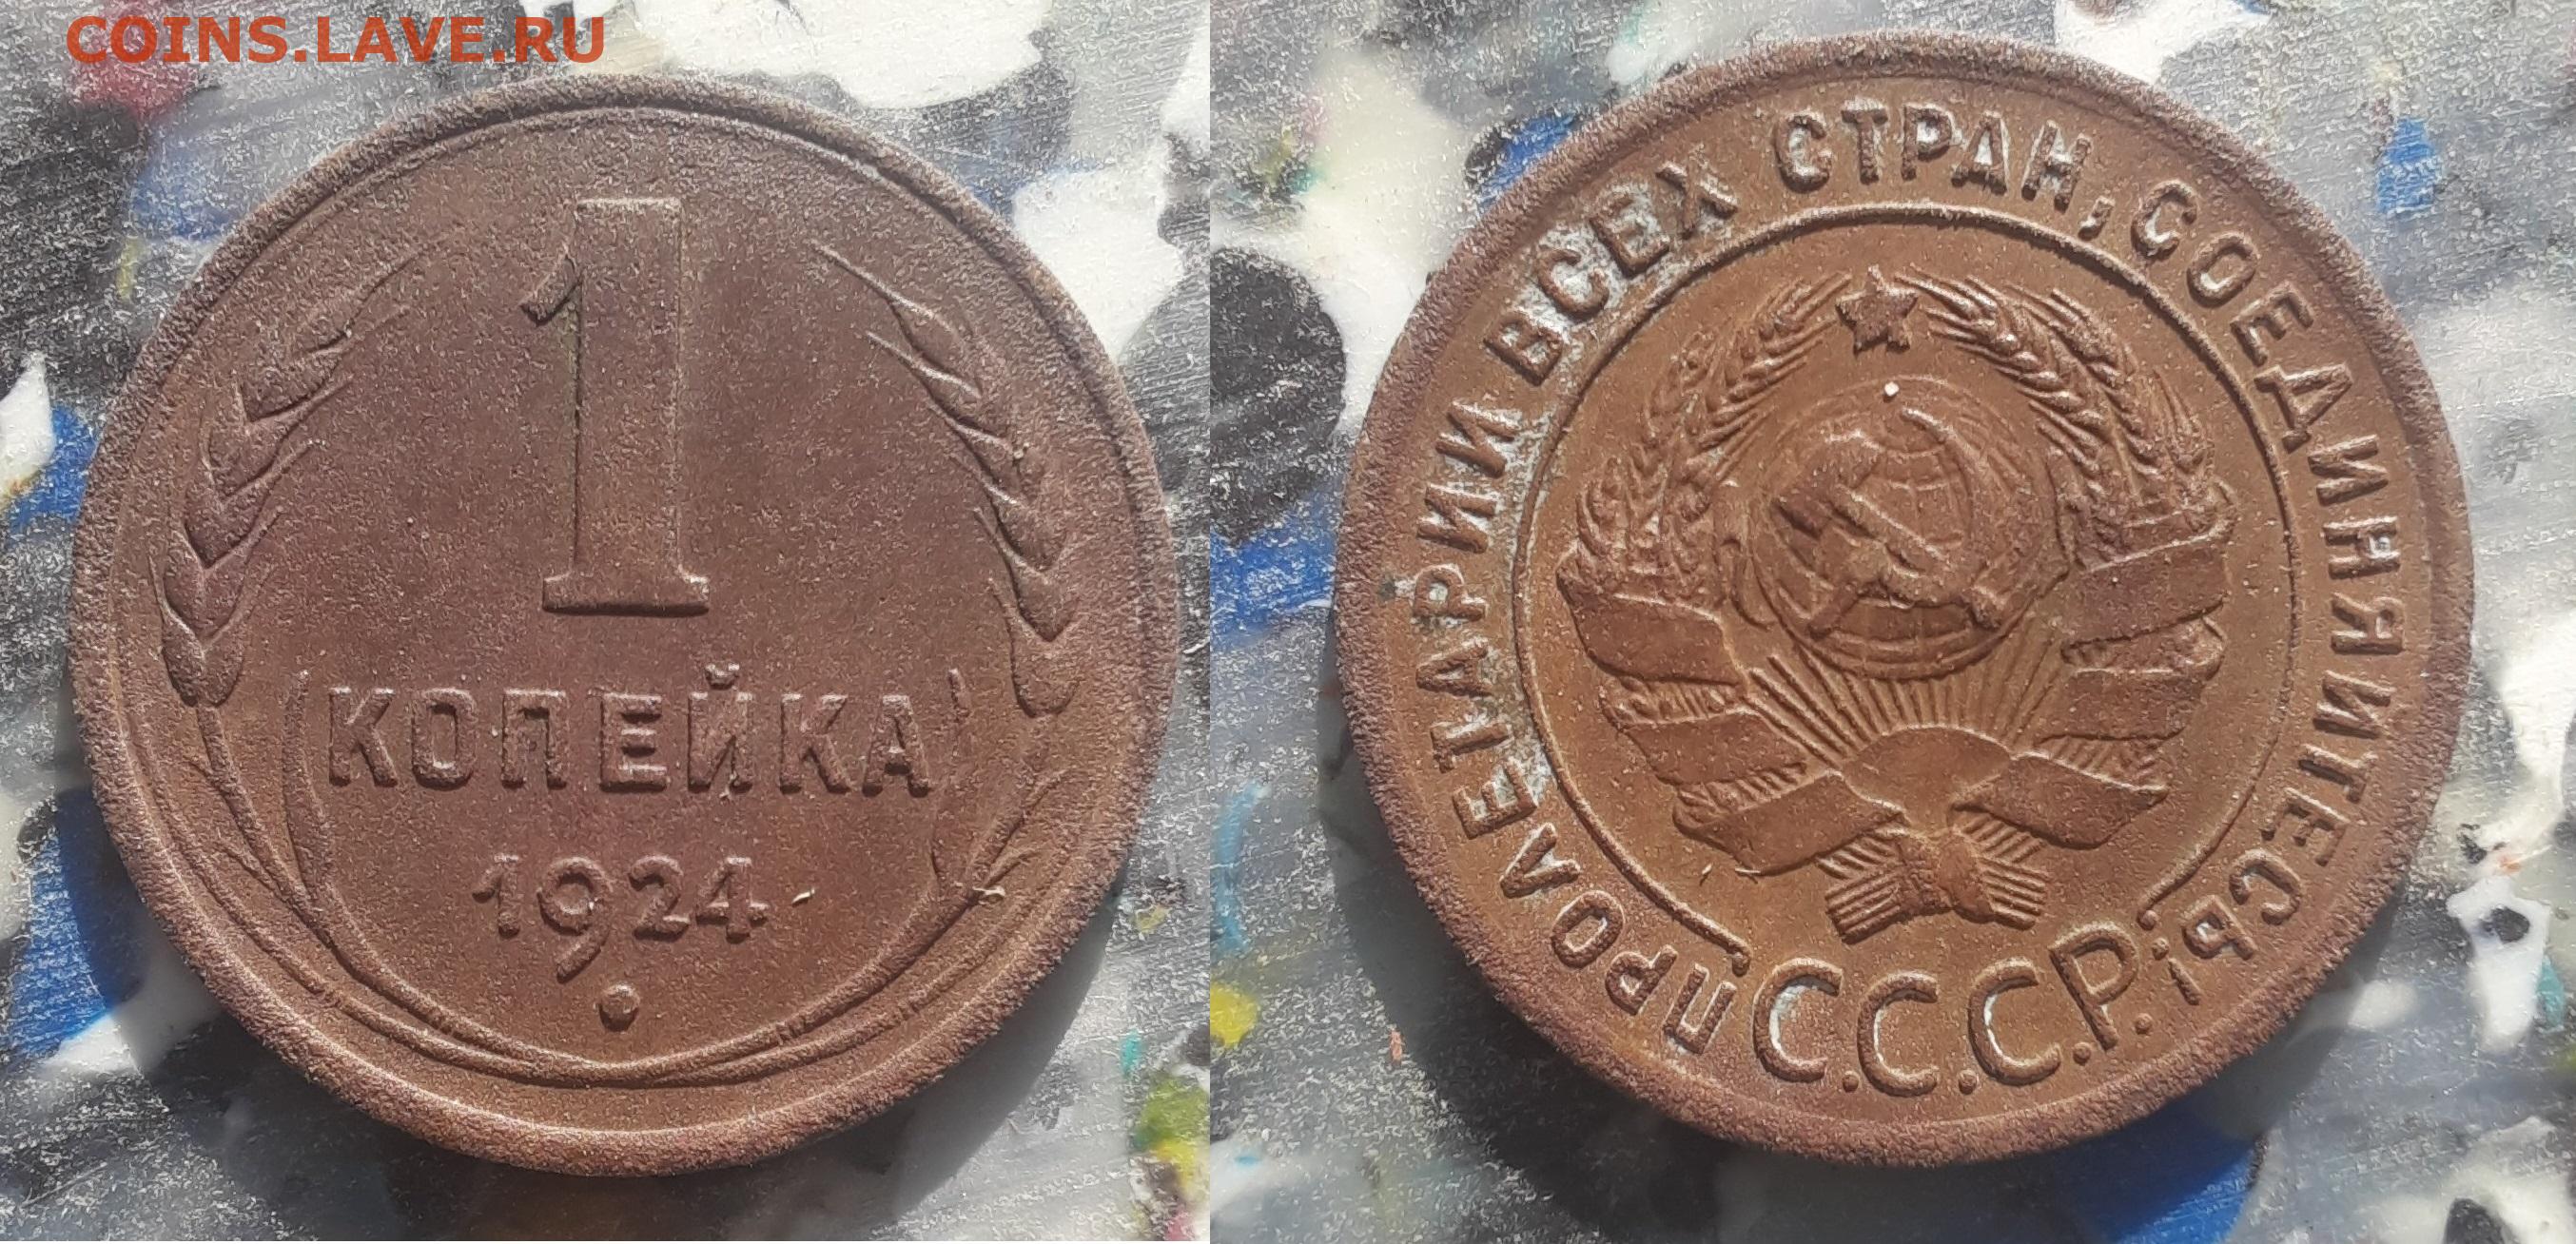 COINS.LAVE.RU
1
КОПЕЙКА
1924
ПРОЛЕТАРИИ ВСЕХ СТРАН, СОЕДИНЯЙТЕСЬ!
С.С.С.Р.